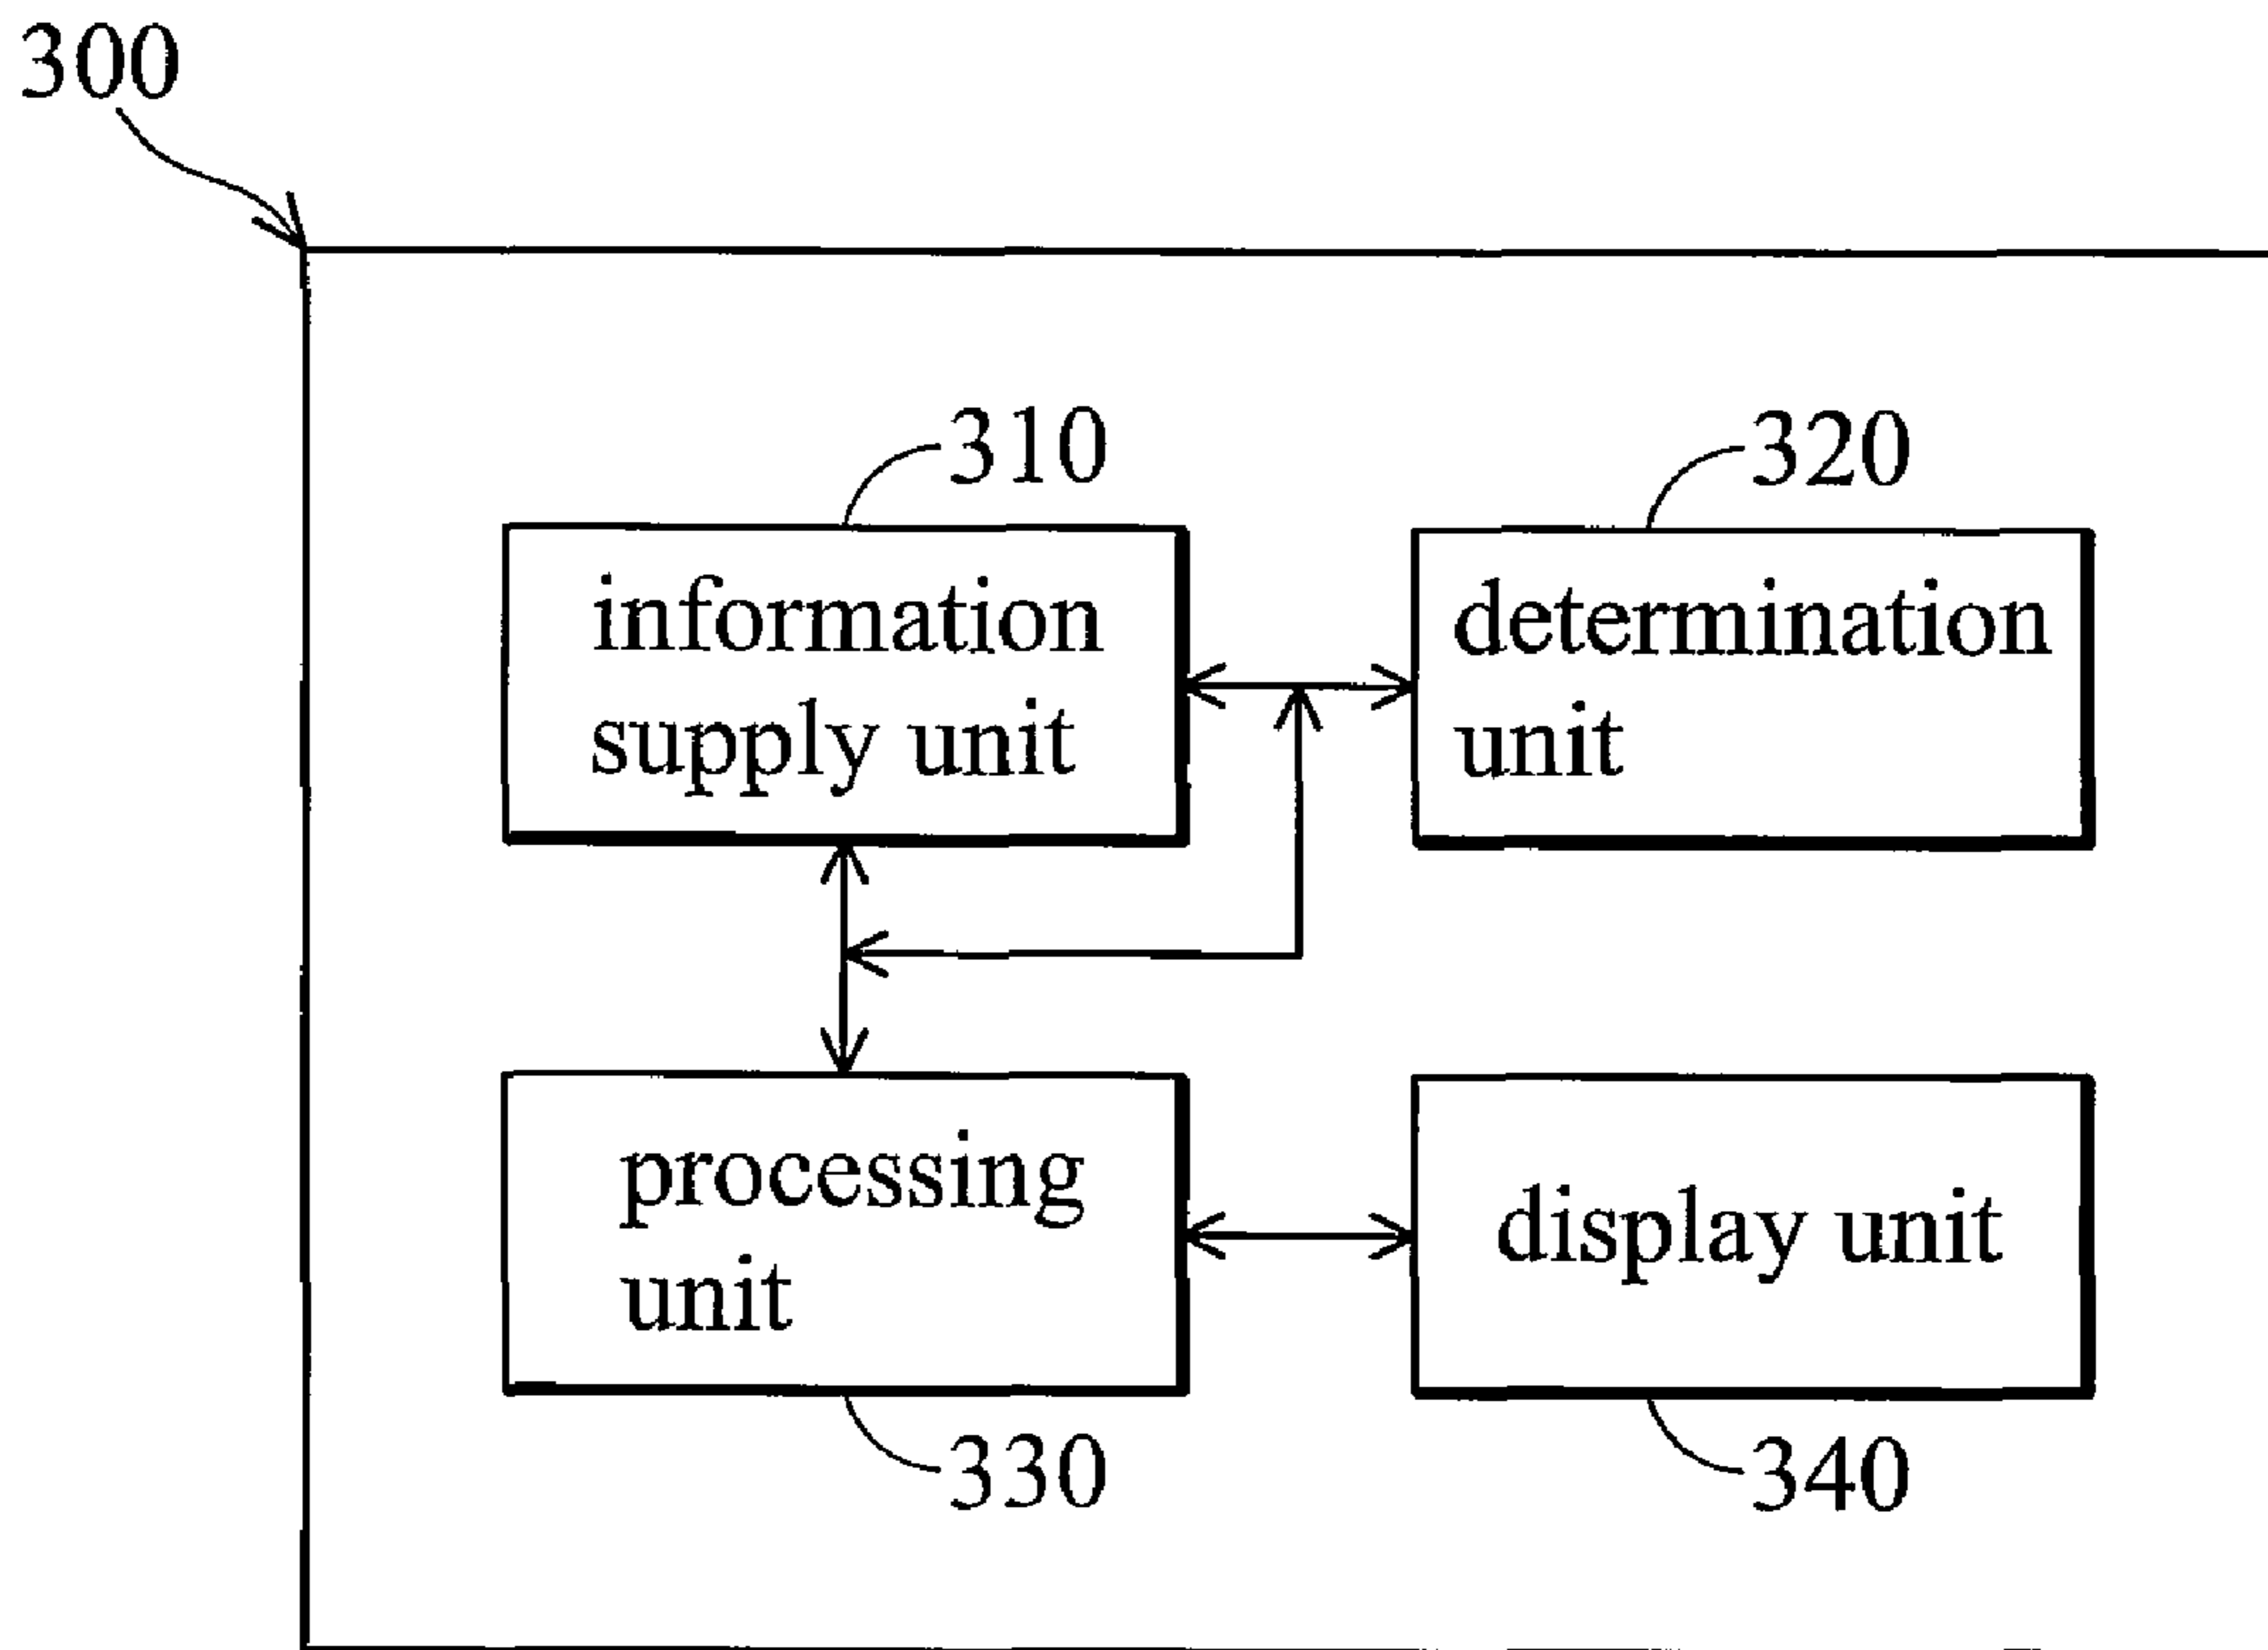 300
310
320
information
supply unit
determination
unit
processing
unit
display unit
330
340